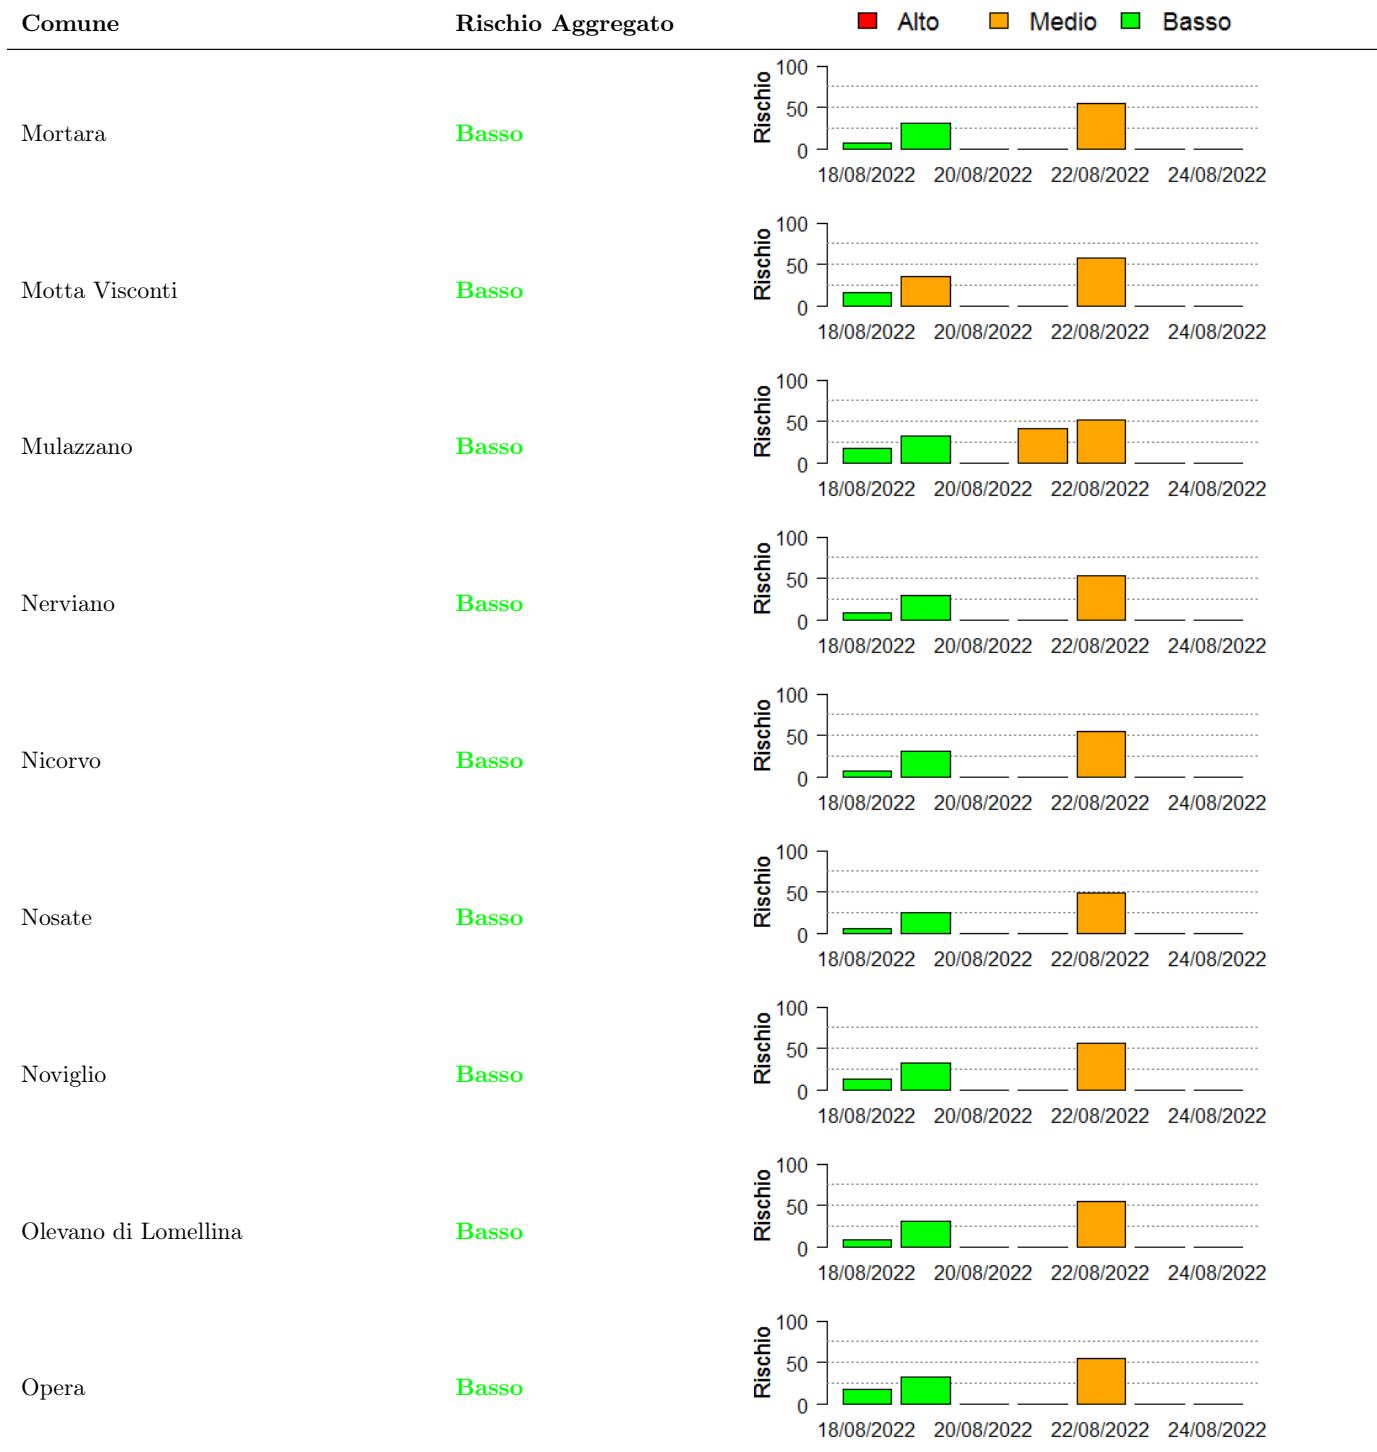 Comune Rischio Aggregato Alto Medio Basso
Mortara Basso
Rischio
100
50
0
18/08/2022 20/08/2022 22/08/2022 24/08/2022
Motta Visconti Basso
Rischio
100
50
0
18/08/2022 20/08/2022 22/08/2022 24/08/2022
Mulazzano Basso
Rischio
100
50
0
18/08/2022 20/08/2022 22/08/2022 24/08/2022
Nerviano Basso
Rischio
100
50
0
18/08/2022 20/08/2022 22/08/2022 24/08/2022
Nicorvo Basso
Rischio
100
50
0
18/08/2022 20/08/2022 22/08/2022 24/08/2022
Nosate Basso
Rischio
100
50
0
18/08/2022 20/08/2022 22/08/2022 24/08/2022
Noviglio Basso
Rischio
100
50
0
18/08/2022 20/08/2022 22/08/2022 24/08/2022
Olevano di Lomellina Basso
Rischio
100
50
0
18/08/2022 20/08/2022 22/08/2022 24/08/2022
Opera Basso
Rischio
100
50
0
18/08/2022 20/08/2022 22/08/2022 24/08/2022